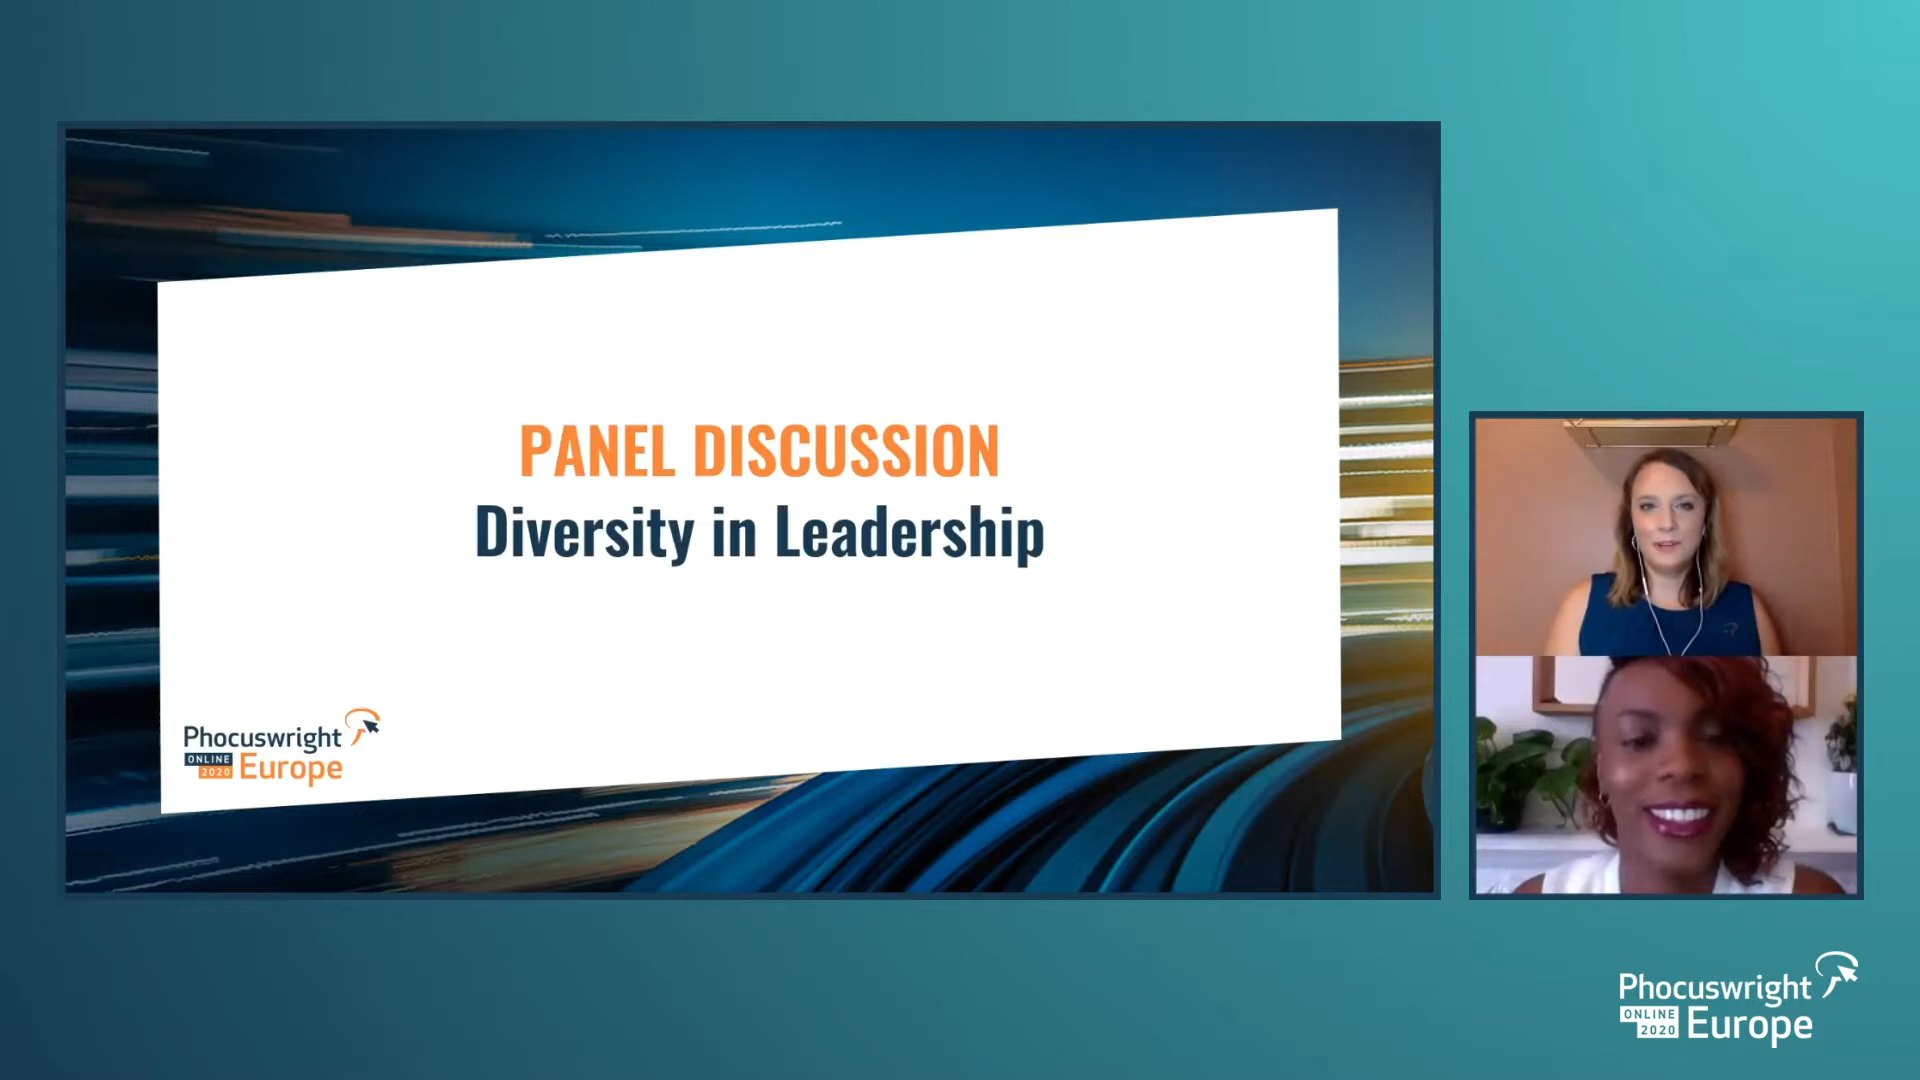 PANEL DISCUSSION
Diversity in Leadership
Phocuswright
ONLINE
2020
Europe
Phocuswright
ONLINE
2020
Europe